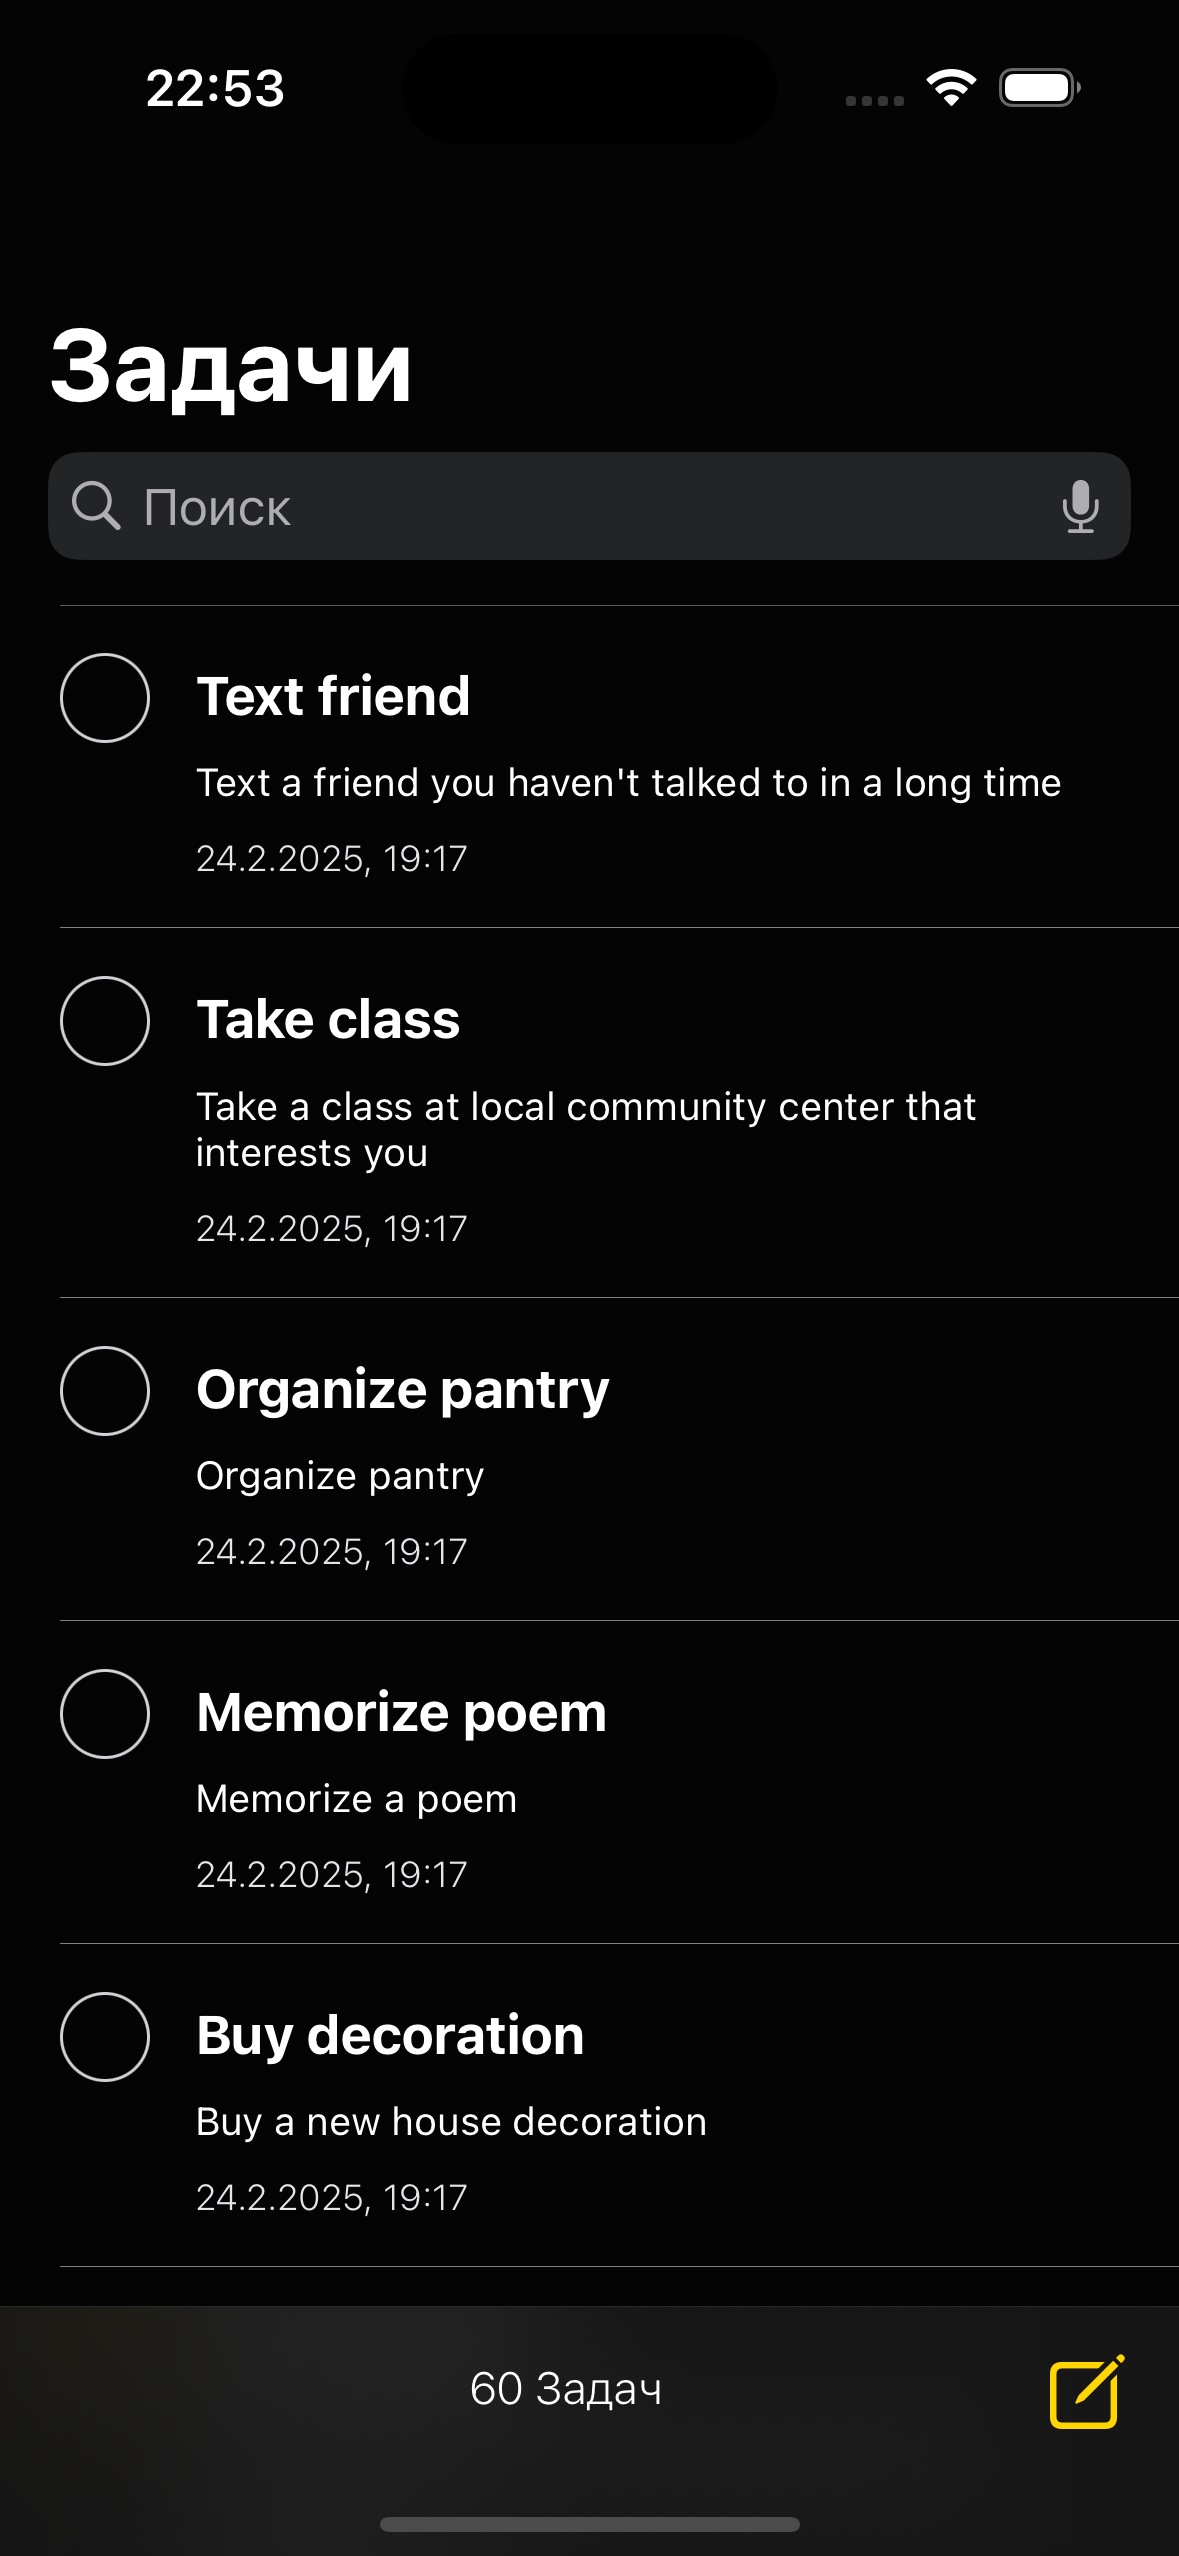 22:53
Задачи
Поиск
Text friend
Text a friend you haven't talked to in a long time
24.2.2025, 19:17
Take class
Take a class at local community center that
interests you
24.2.2025, 19:17
Organize pantry
Organize pantry
24.2.2025, 19:17
Memorize poem
Memorize a poem
24.2.2025, 19:17
Buy decoration
Buy a new house decoration
24.2.2025, 19:17
60 Задач